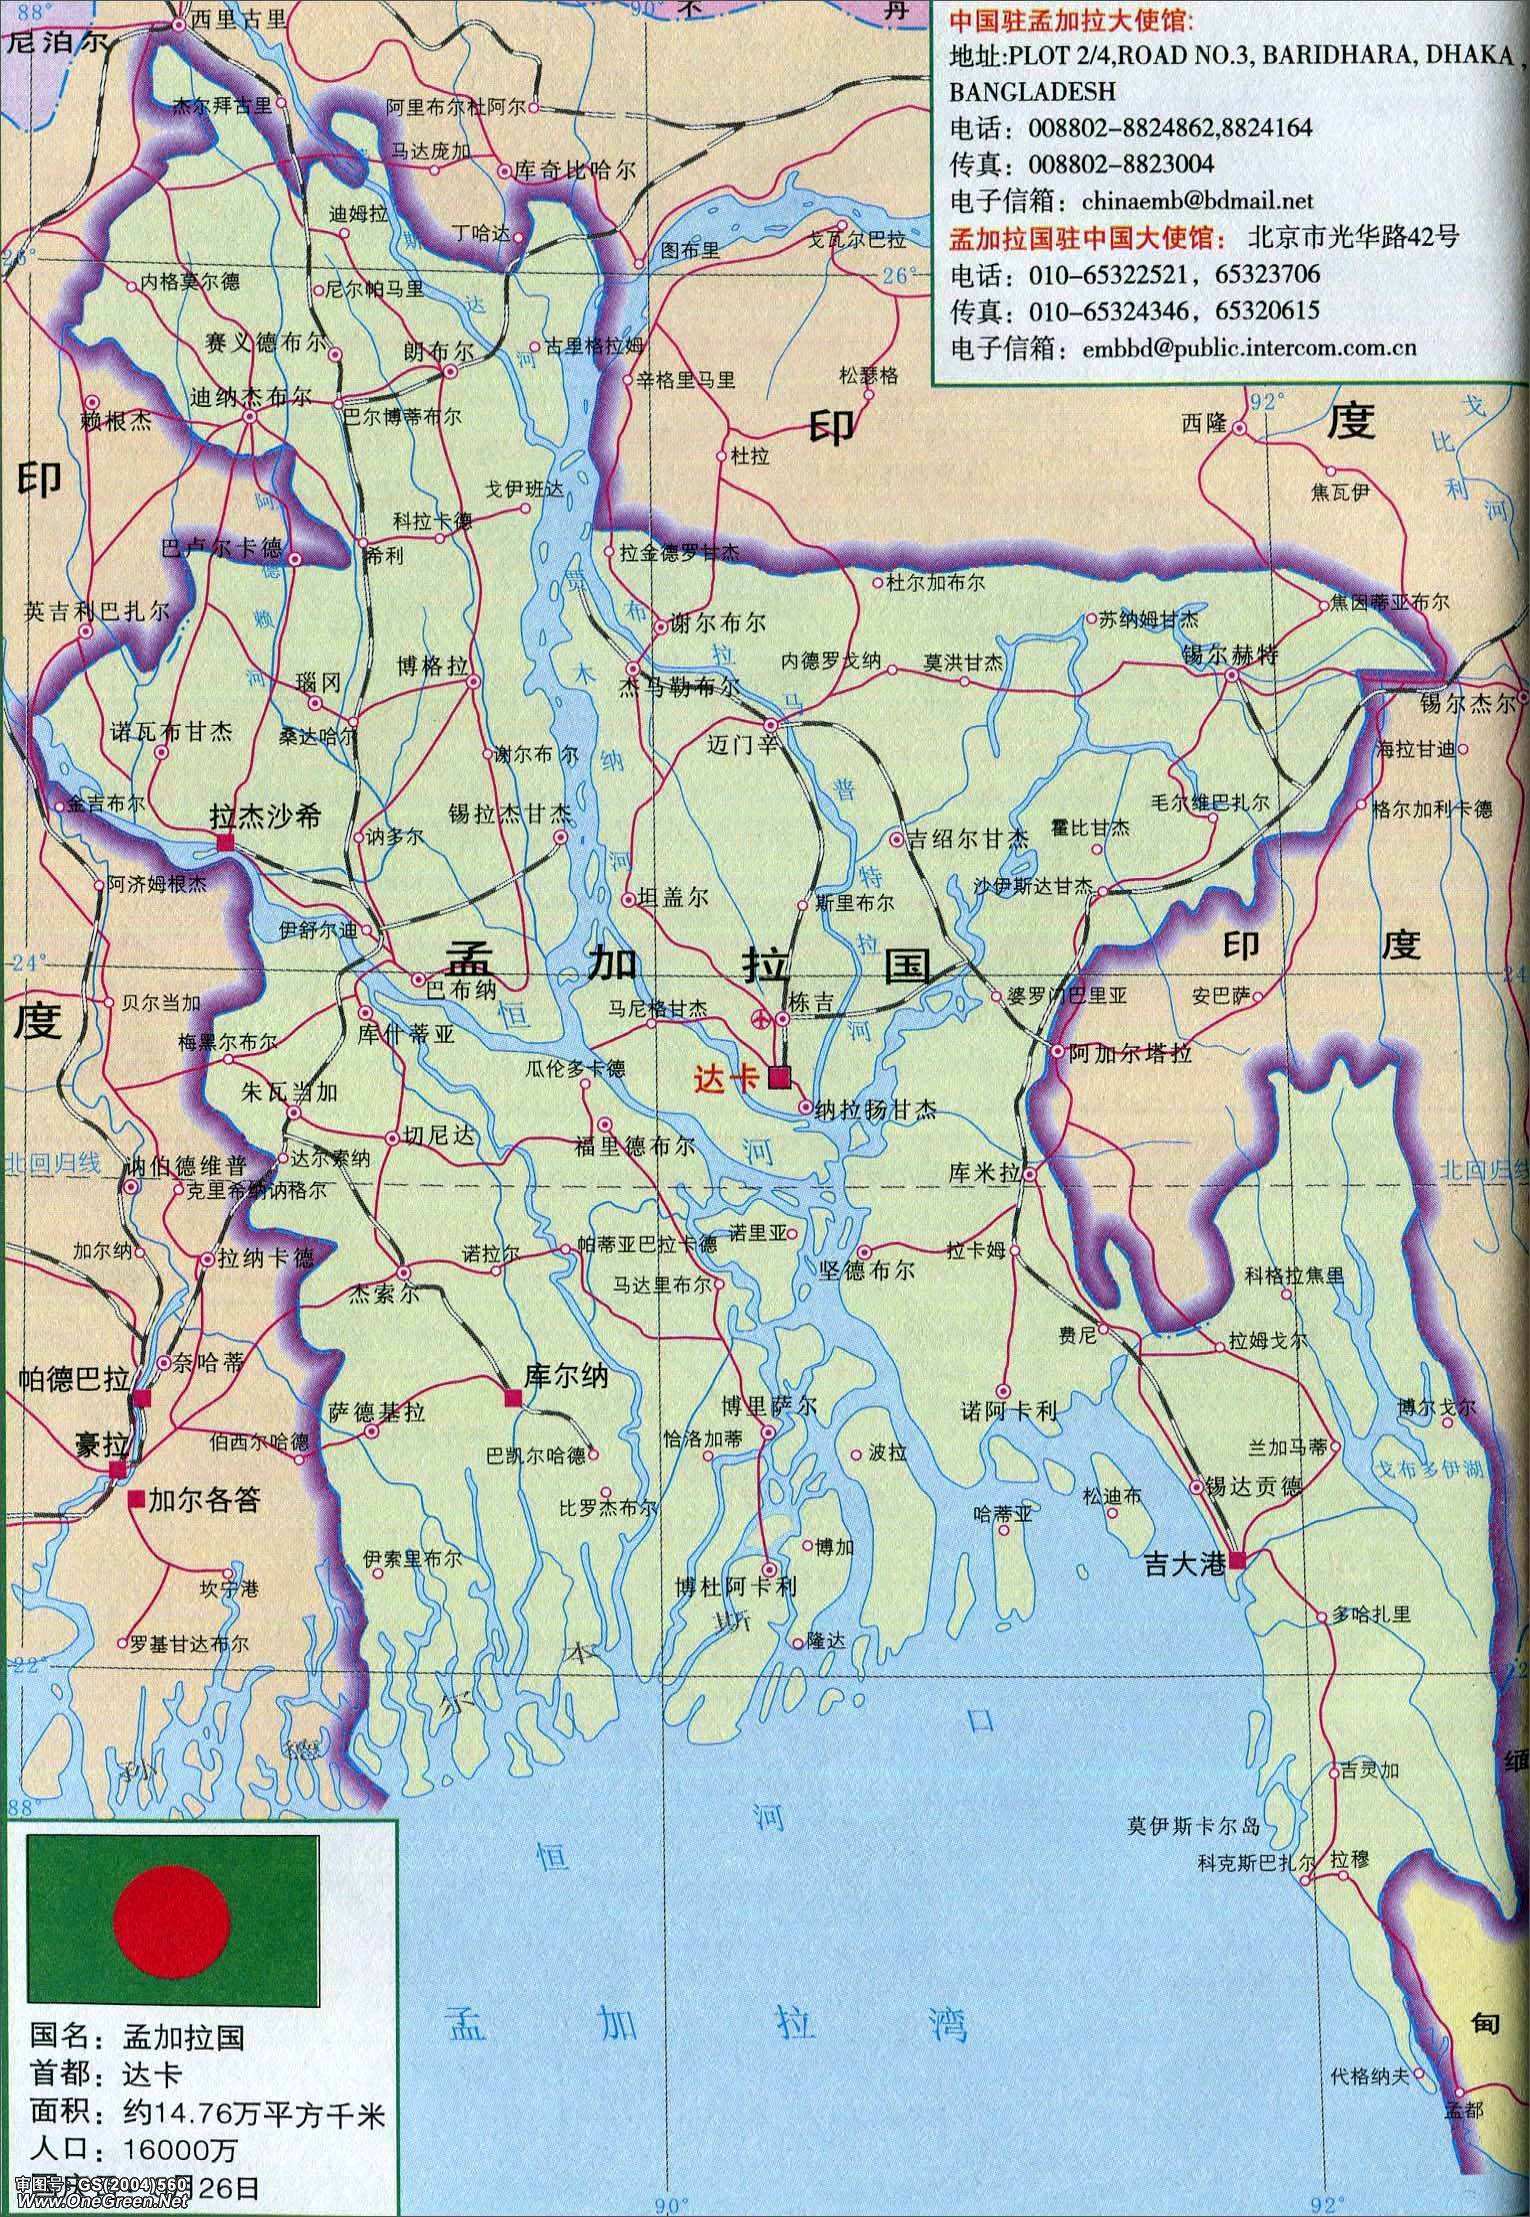 88°
西里古里
90°
不
丹
尼泊尔
中国驻孟加拉大使馆:
地址:PLOT 2/4,ROAD NO.3, BARIDHARA, DHAKA ,
BANGLADESH
电话：008802-8824862,8824164
传真：008802-8823004
电子信箱：chinaemb@bdmail.net
孟加拉国驻中国大使馆： 北京市光华路42号
电话：010-65322521，65323706
传真：010-65324346，65320615
电子信箱：embbd@public.intercom.com.cn
杰尔拜古里
阿里布尔杜阿尔
马达庞加
库奇比哈尔
迪姆拉
丁哈达
斯
达
河
图布里
戈瓦尔巴拉
26°
26°
内格莫尔德
尼尔帕马里
赛义德布尔
朗布尔
古里格拉姆
辛格里马里
松瑟格
迪纳杰布尔
巴尔博蒂布尔
赖根杰
印
印
度
92°
西隆
戈
比
利
河
杜拉
焦瓦伊
戈伊班达
科拉卡德
阿
德
赖
河
巴卢尔卡德
希利
拉金德罗甘杰
杜尔加布尔
贾
木
纳
河
布
拉
马
普
特
拉
河
英吉利巴扎尔
谢尔布尔
苏纳姆甘杰
焦因蒂亚布尔
博格拉
内德罗戈纳
莫洪甘杰
锡尔赫特
瑙冈
杰马勒布尔
锡尔杰尔
诺瓦布甘杰
桑达哈尔
谢尔布 尔
迈门辛
海拉甘迪
金吉布尔
拉杰沙希
讷多尔
锡拉杰甘杰
吉绍尔甘杰
霍比甘杰
毛尔维巴扎尔
格尔加利卡德
阿济姆根杰
坦盖尔
斯里布尔
沙伊斯达甘杰
伊舒尔迪
孟 加 拉 国
印
度
24°
24
度
巴布纳
恒
贝尔当加
马尼格甘杰
栋吉
婆罗门巴里亚
安巴萨
库什蒂亚
梅黑尔布尔
瓜伦多卡德
达卡
阿加尔塔拉
朱瓦当加
纳拉扬甘杰
切尼达
福里德布尔
河
北回归线
讷伯德维普
达尔索纳
库米拉
北回归线
克里希纳讷格尔
加尔纳
拉纳卡德
诺拉尔
帕蒂亚巴拉卡德
诺里亚
坚德布尔
拉卡姆
杰索尔
马达里布尔
科格拉焦里
费尼
拉姆戈尔
奈哈蒂
帕德巴拉
库尔纳
萨德基拉
博里萨尔
诺阿卡利
博尔戈尔
豪拉
伯西尔哈德
巴凯尔哈德
恰洛加蒂
波拉
兰加马蒂
戈布多伊湖
加尔各答
比罗杰布尔
哈蒂亚
松迪布
锡达贡德
伊索里布尔
博加
吉大港
坎宁港
博杜阿卡利
多哈扎里
罗基甘达布尔
隆达
22°
22
孙
德
尔
本
斯
口
河
恒
吉灵加
缅
88°
莫伊斯卡尔岛
科克斯巴扎尔
拉穆
孟 加 拉 湾
甸
代格纳夫
孟都
国名：孟加拉国
首都：达卡
面积：约14.76万平方千米
人口：16000万
月26日
审图号:GS(2004)560
Www.OneGreen.Net
90°
92°